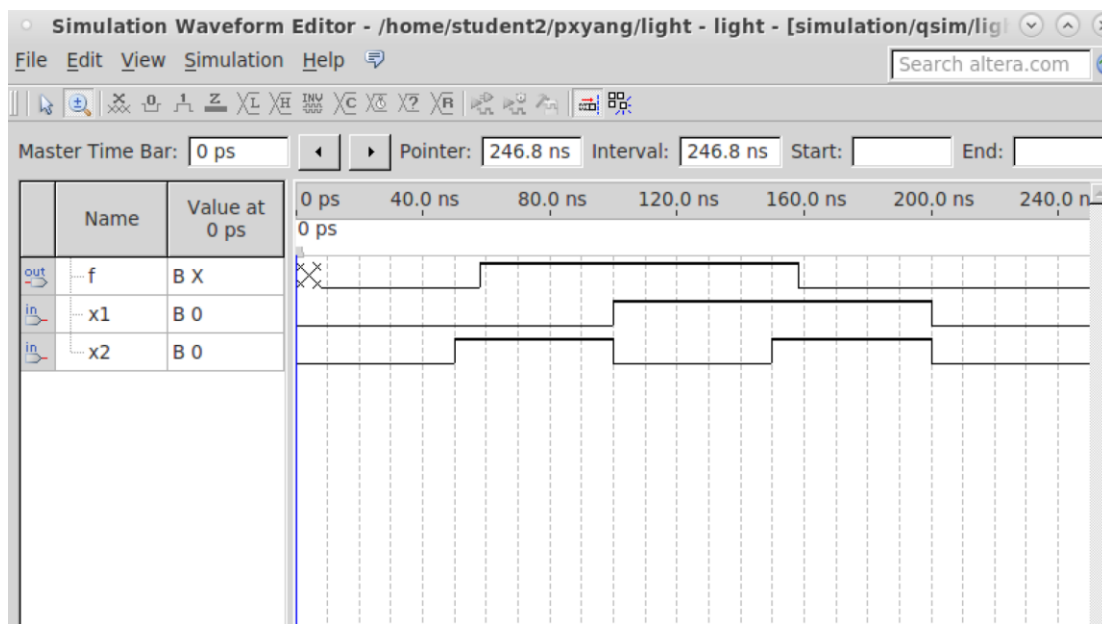 Simulation Waveform Editor - /home/student2/pxyang/light - light - [simulation/qsim/lig
File Edit View Simulation Help
Search altera.com
Master Time Bar: 0 ps Pointer: 246.8 ns Interval: 246.8 ns Start: End:
Name Value at 0 ps
0 ps 40.0 ns 80.0 ns 120.0 ns 160.0 ns 200.0 ns 240.0 n
0 ps
out f B X
in x1 B 0
in x2 B 0